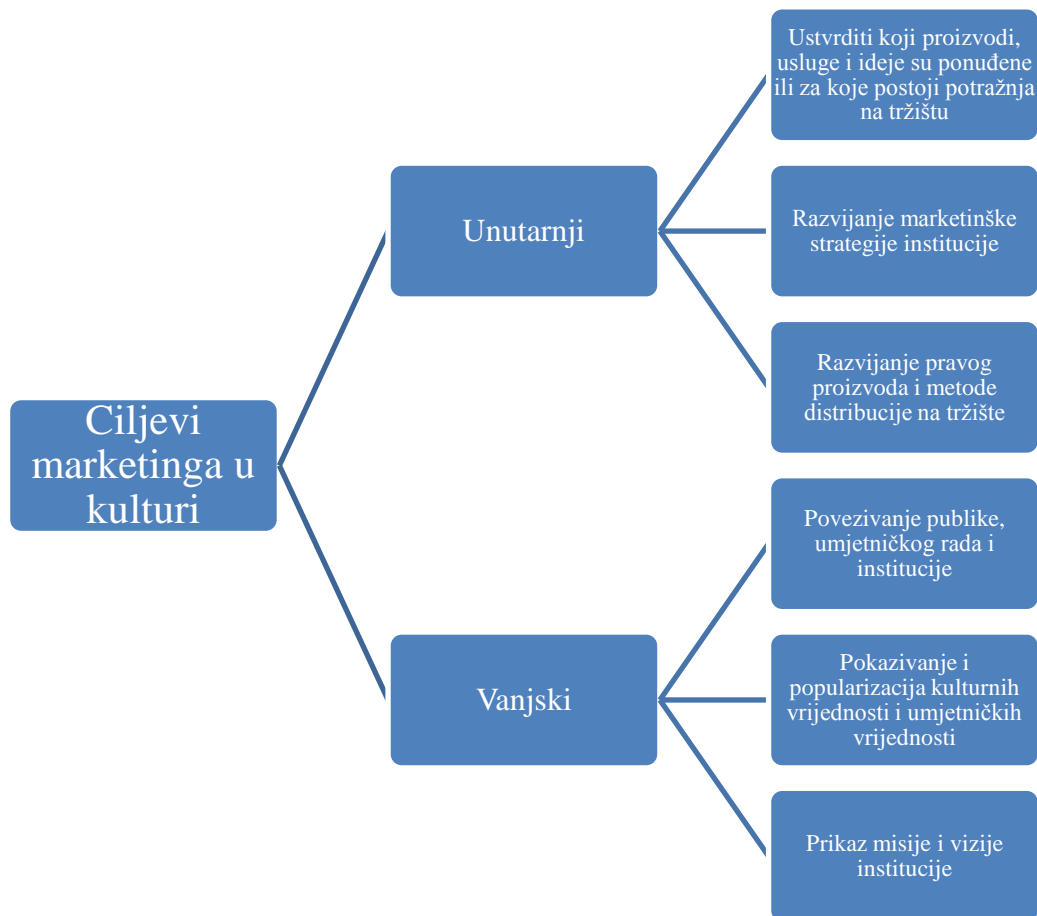 Ciljevi
marketinga u
kulturi
Unutarnji
Ustvrditi koji proizvodi,
usluge i ideje su ponuđene
ili za koje postoji potražnja
na tržištu
Razvijanje marketinške
strategije institucije
Razvijanje pravog
proizvoda i metode
distribucije na tržište
Vanjski
Povezivanje publike,
umjetničkog rada i
institucije
Pokazivanje i
popularizacija kulturnih
vrijednosti i umjetničkih
vrijednosti
Prikaz misije i vizije
institucije